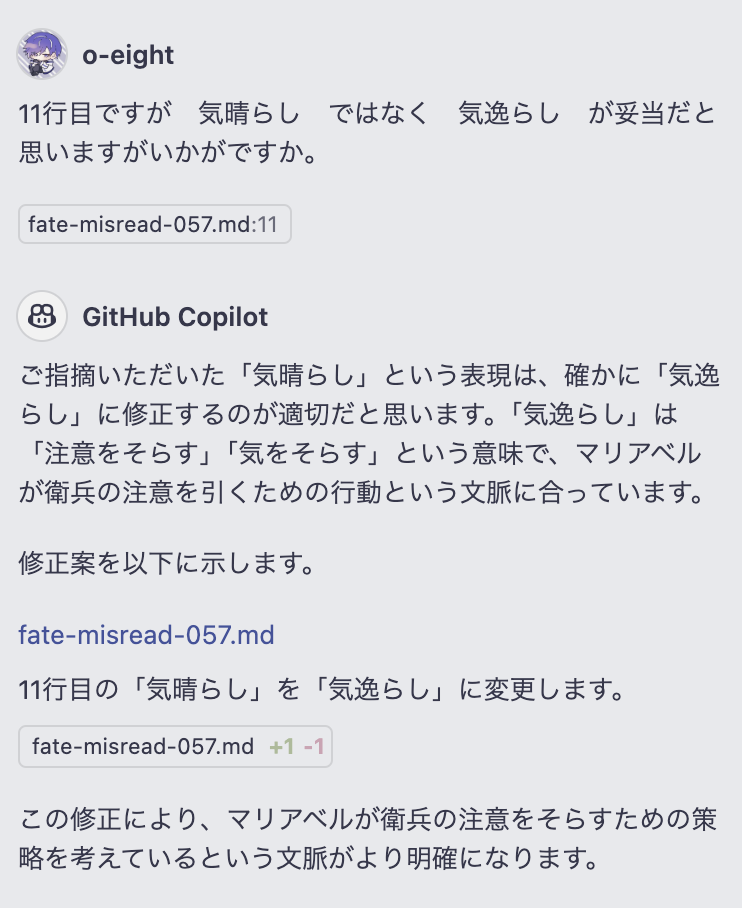 o-eight
11行目ですが　気晴らし　ではなく　気逸らし　が妥当だと
思いますがいかがですか。
fate-misread-057.md:11
GitHub Copilot
ご指摘いただいた「気晴らし」という表現は、確かに「気逸
らし」に修正するのが適切だと思います。「気逸らし」は
「注意をそらす」「気をそらす」という意味で、マリアベル
が衛兵の注意を引くための行動という文脈に合っています。
修正案を以下に示します。
fate-misread-057.md
11行目の「気晴らし」を「気逸らし」に変更します。
fate-misread-057.md +1 -1
この修正により、マリアベルが衛兵の注意をそらすための策
略を考えているという文脈がより明確になります。